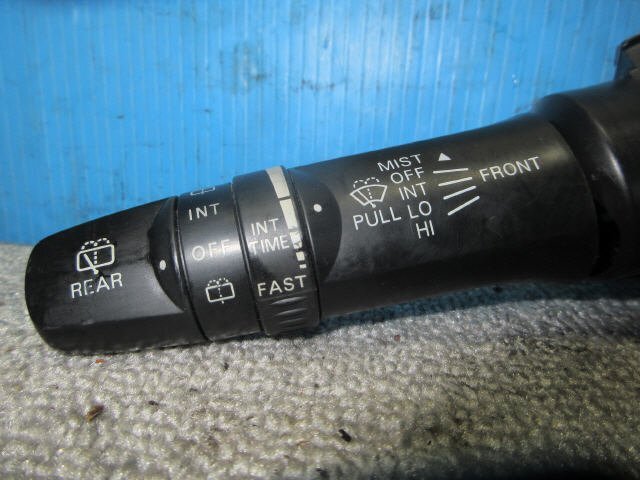 REAR
INT
OFF
INT
TIME
FAST
MIST
OFF
INT
PULL LO
HI
FRONT